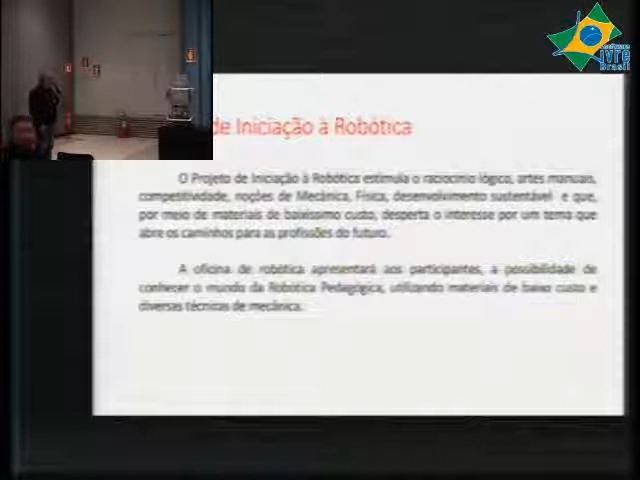 de Iniciação à Robótica
O Projeto de Iniciação à Robótica estimula o raciocínio lógico, artes manuais,
competitividade, noções de Mecânica, Física, desenvolvimento sustentável e que,
por meio de materiais de baixíssimo custo, desperta o interesse por um tema que
abre os caminhos para as profissões do futuro.
A oficina de robótica apresentará aos participantes, a possibilidade de
conhecer o mundo da Robótica Pedagógica, utilizando materiais de baixo custo e
diversas técnicas de mecânica.
livre
Brasil